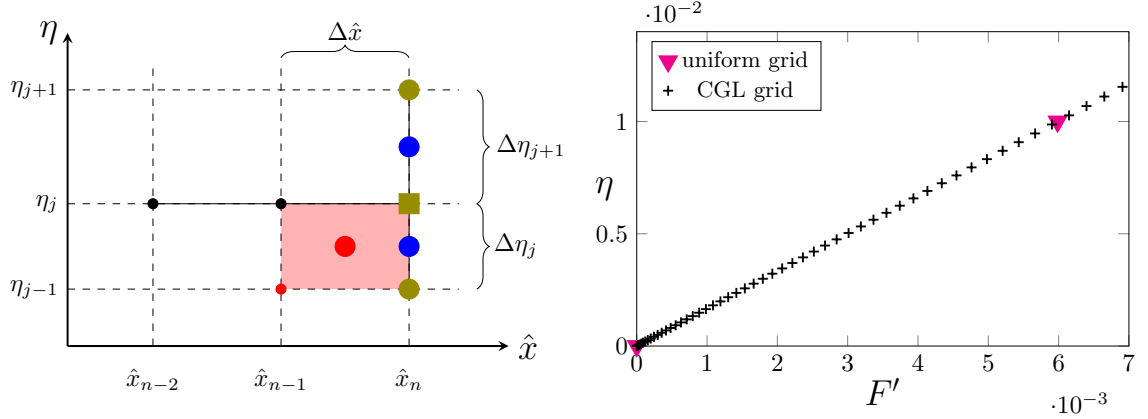 η
Δx̂
η_{j+1}
Δη_{j+1}
η_j
Δη_j
η_{j−1}
x̂
x̂_{n−2} x̂_{n−1} x̂_n
·10^{−2}
uniform grid
CGL grid
1
η
0.5
0
0 1 2 3 4 5 6 7
F′
·10^{−3}